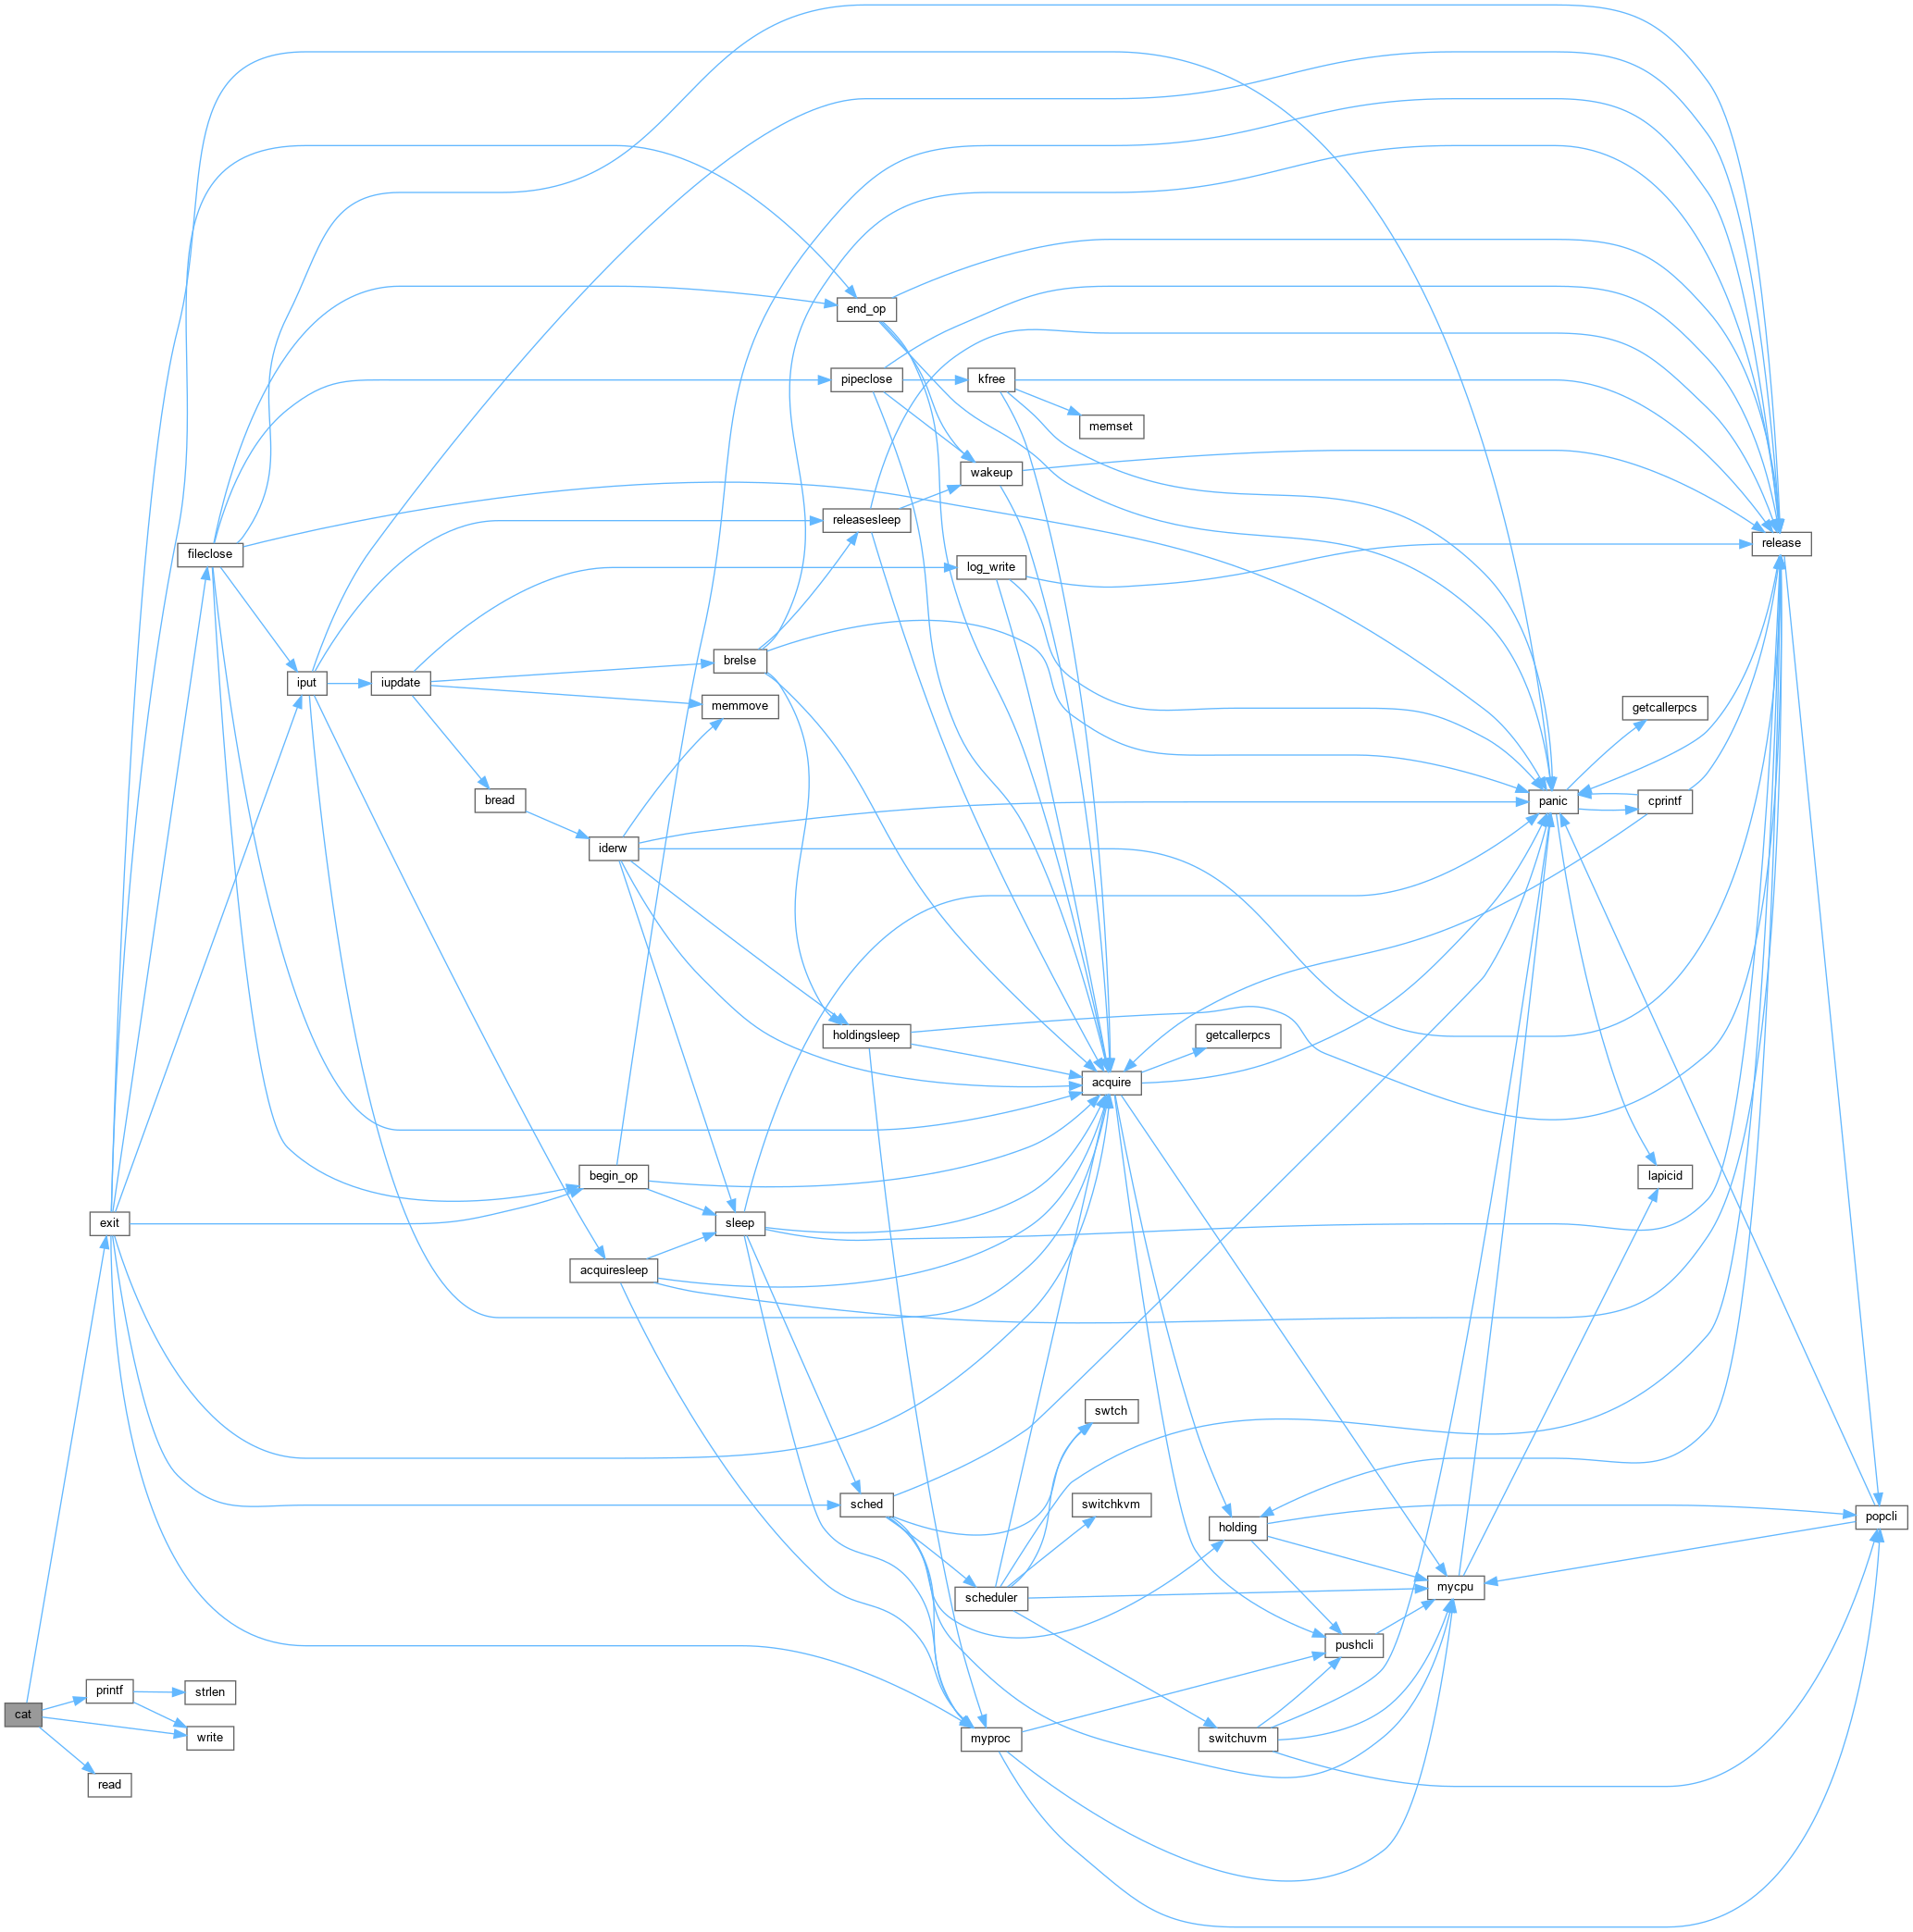 end_op
pipeclose
kfree
memset
wakeup
releasesleep
release
fileclose
log_write
brelse
iput
iupdate
memmove
getcallerpcs
bread
panic
cprintf
iderw
holdingsleep
getcallerpcs
acquire
begin_op
lapicid
exit
sleep
acquiresleep
swtch
sched
switchkvm
popcli
holding
mycpu
scheduler
pushcli
printf
strlen
cat
write
myproc
switchuvm
read